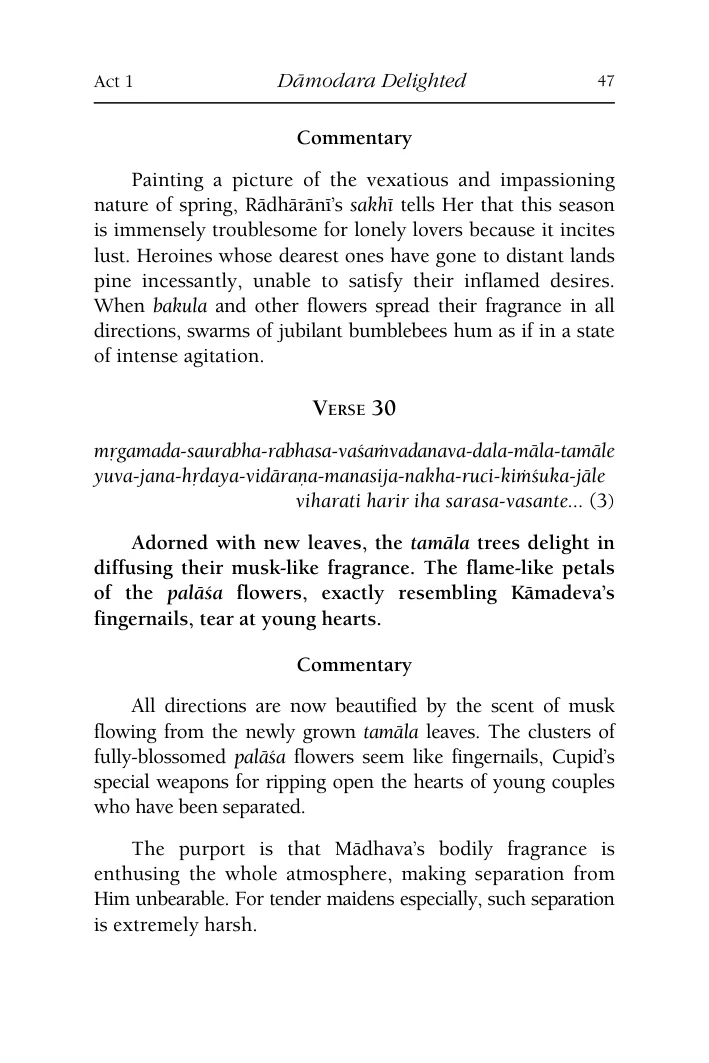 Act 1 Dāmodara Delighted 47
Commentary
Painting a picture of the vexatious and impassioning
nature of spring, Rādhārānī’s sakhī tells Her that this season
is immensely troublesome for lonely lovers because it incites
lust. Heroines whose dearest ones have gone to distant lands
pine incessantly, unable to satisfy their inflamed desires.
When bakula and other flowers spread their fragrance in all
directions, swarms of jubilant bumblebees hum as if in a state
of intense agitation.
Verse 30
mṛgamada-saurabha-rabhasa-vaśaṁvadanava-dala-māla-tamāle
yuva-jana-hṛdaya-vidāraṇa-manasija-nakha-ruci-kiṁśuka-jāle
viharati harir iha sarasa-vasante... (3)
Adorned with new leaves, the tamāla trees delight in
diffusing their musk-like fragrance. The flame-like petals
of the palāśa flowers, exactly resembling Kāmadeva’s
fingernails, tear at young hearts.
Commentary
All directions are now beautified by the scent of musk
flowing from the newly grown tamāla leaves. The clusters of
fully-blossomed palāśa flowers seem like fingernails, Cupid’s
special weapons for ripping open the hearts of young couples
who have been separated.
The purport is that Mādhava’s bodily fragrance is
enthusing the whole atmosphere, making separation from
Him unbearable. For tender maidens especially, such separation
is extremely harsh.